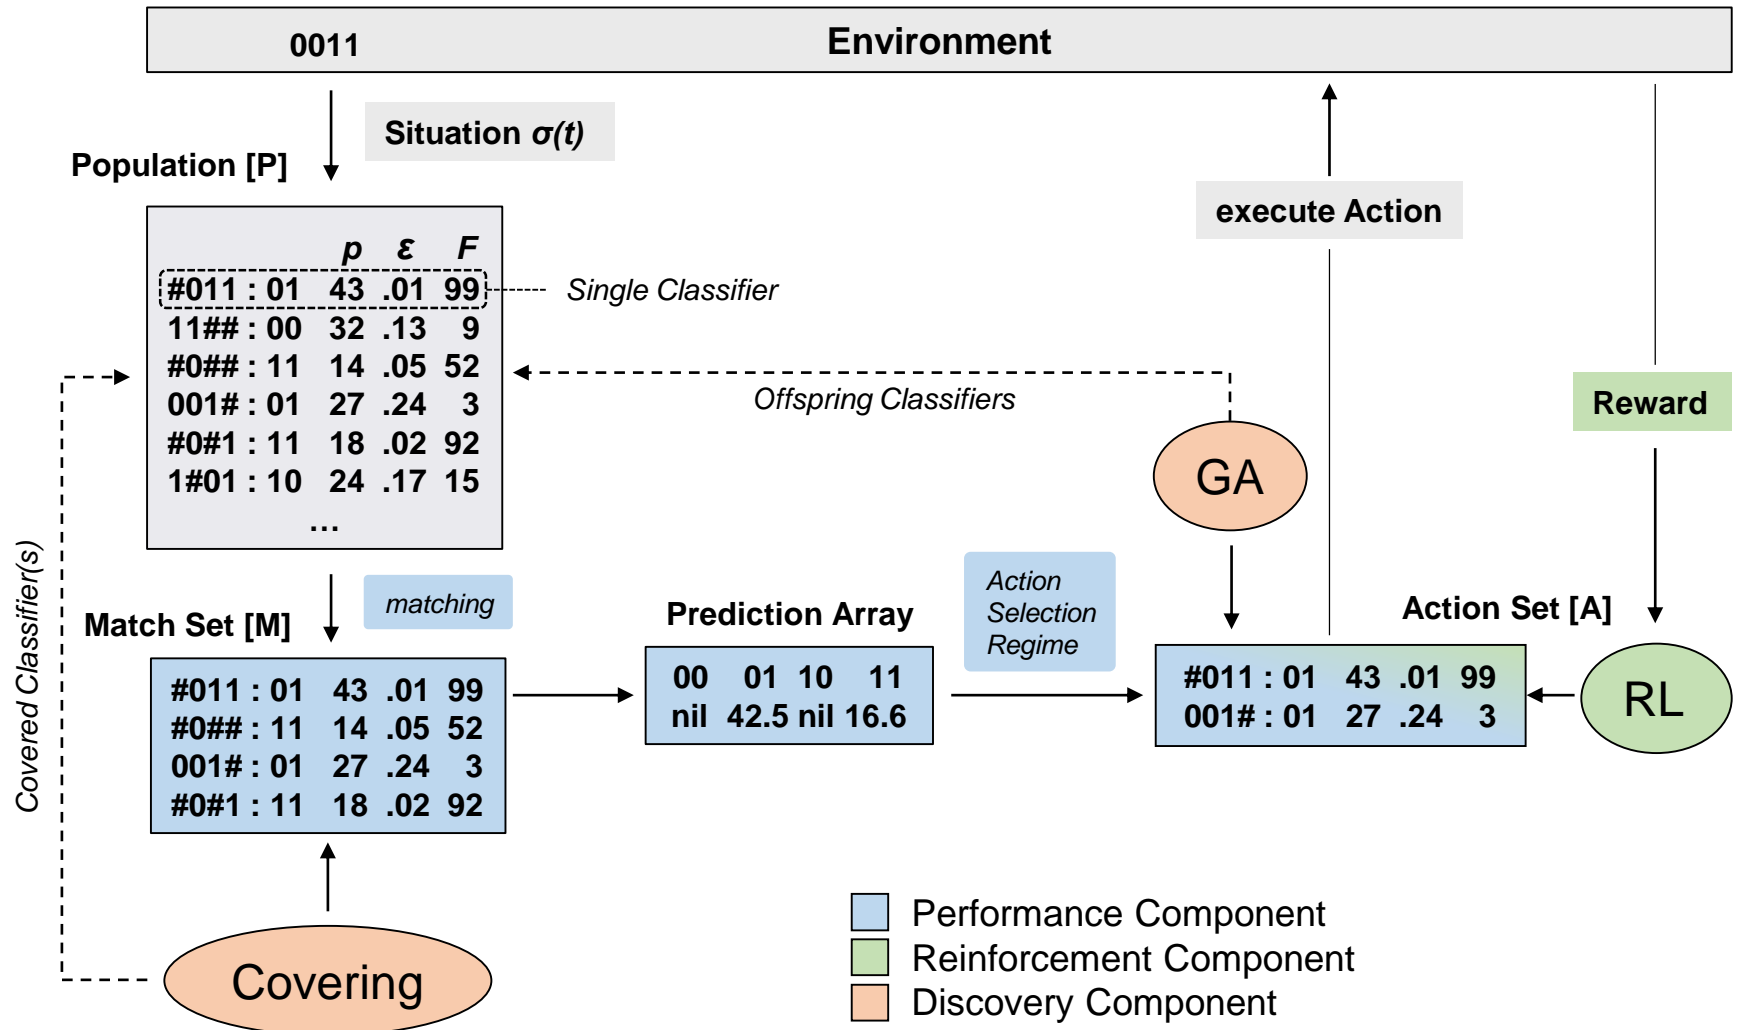 0011
Environment
Situation σ(t)
Population [P]
p ε F
#011 : 01 43 .01 99
11## : 00 32 .13 9
#0## : 11 14 .05 52
001# : 01 27 .24 3
#0#1 : 11 18 .02 92
1#01 : 10 24 .17 15
...
Single Classifier
Offspring Classifiers
execute Action
Reward
GA
Covered Classifier(s)
matching
Match Set [M]
#011 : 01 43 .01 99
#0## : 11 14 .05 52
001# : 01 27 .24 3
#0#1 : 11 18 .02 92
Prediction Array
00 01 10 11
nil 42.5 nil 16.6
Action
Selection
Regime
Action Set [A]
#011 : 01 43 .01 99
001# : 01 27 .24 3
RL
Covering
Performance Component
Reinforcement Component
Discovery Component